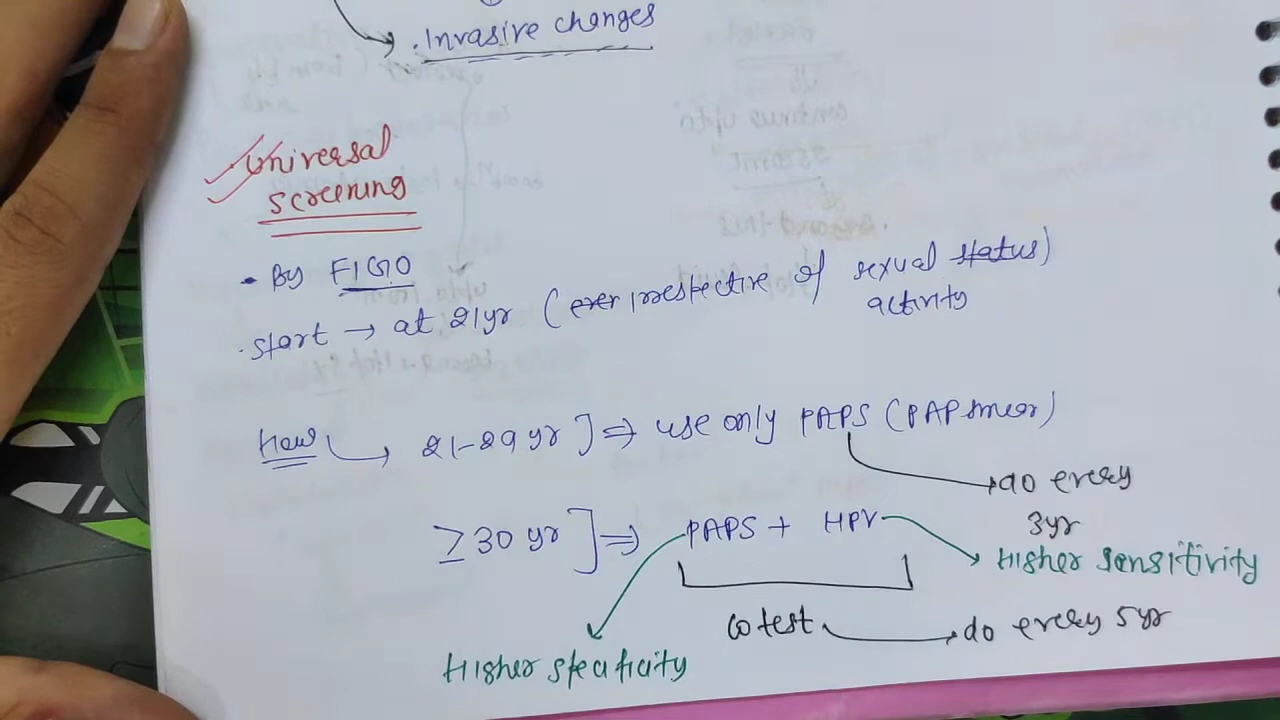 . Invasive changes
Universal
screening
• By FIGO
. start → at 21yr (ever irrespective of sexual status)
activity
How → 21-29 yr ] ⇒ use only PAPS (PAP smear)
do every
3yr
≥ 30 yr ] ⇒ PAPS + HPV
Higher sensitivity
cotest → do every 5yr
Higher specificity